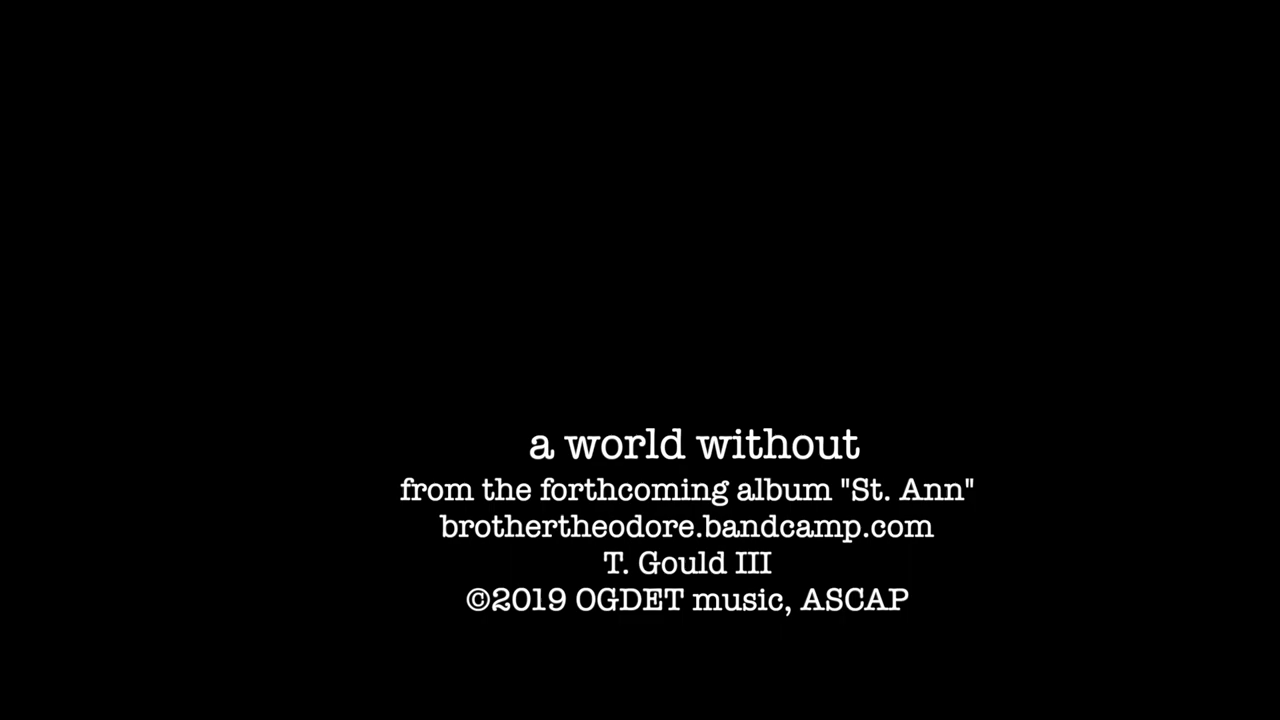 a world without
from the forthcoming album "St. Ann"
brothertheodore.bandcamp.com
T. Gould III
©2019 OGDET music, ASCAP